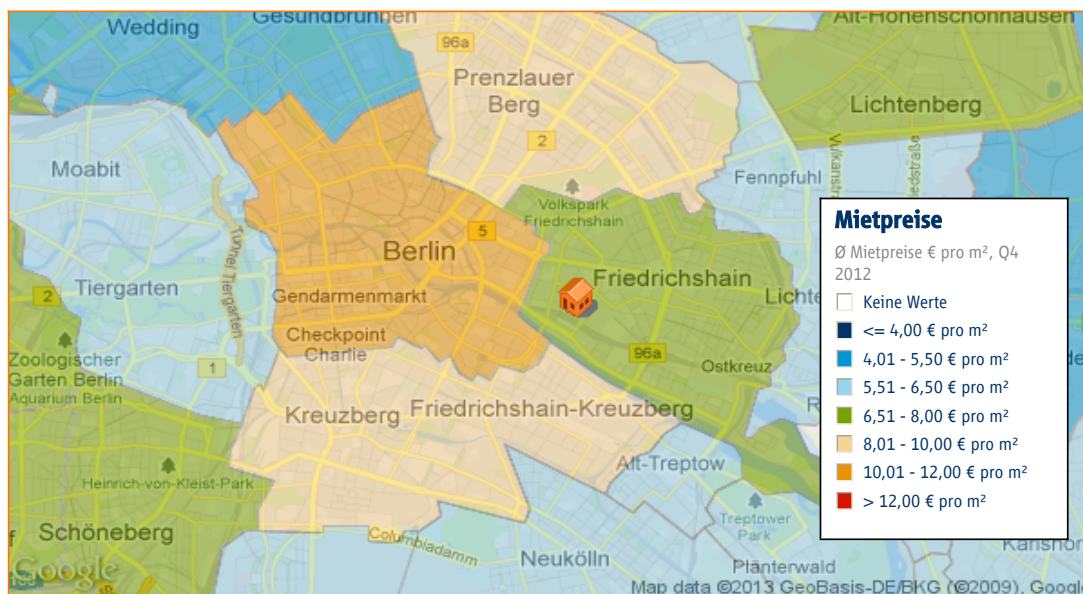 Wedding
Gesundbrunnen
Alt-Hohenschönhausen
96a
Prenzlauer
Berg
Lichtenberg
2
Moabit
Fennpfuhl
Volkspark
Friedrichshain
5
Berlin
Tunnel Tiergarten
Tiergarten
2
Friedrichshain
Gendarmenmarkt
Checkpoint
Charlie
96a
Ostkreuz
Zoologischer
Garten Berlin
Aquarium Berlin
1
Kreuzberg
Friedrichshain-Kreuzberg
Alt-Treptow
Heinrich-von-Kleist-Park
Schöneberg
Columbiadamm
Neukölln
Treptower
Park
Plänterwald
Google
Map data ©2013 GeoBasis-DE/BKG (©2009), Google
Mietpreise
Ø Mietpreise € pro m², Q4
2012
Keine Werte
<= 4,00 € pro m²
4,01 - 5,50 € pro m²
5,51 - 6,50 € pro m²
6,51 - 8,00 € pro m²
8,01 - 10,00 € pro m²
10,01 - 12,00 € pro m²
> 12,00 € pro m²